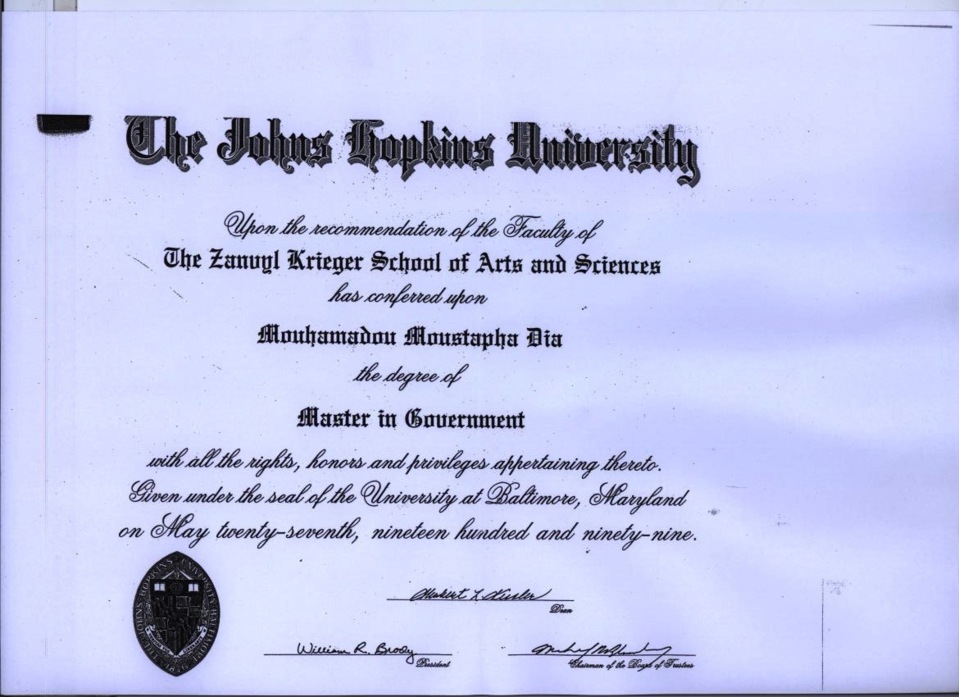 The Johns Hopkins University
Upon the recommendation of the Faculty of
The Zanvyl Krieger School of Arts and Sciences
has conferred upon
Mouhamadou Moustapha Dia
the degree of
Master in Government
with all the rights, honors and privileges appertaining thereto.
Given under the seal of the University at Baltimore, Maryland
on May twenty-seventh, nineteen hundred and ninety-nine.
Dean
William R. Brody
President
Chairman of the Board of Trustees